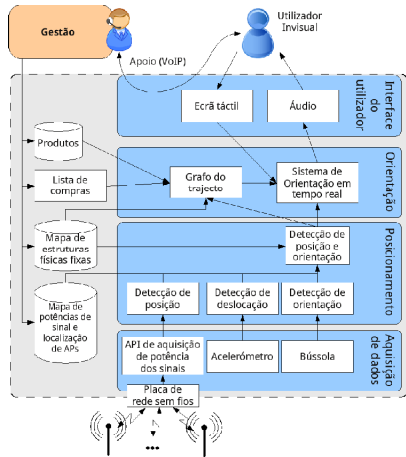 Gestão
Utilizador
Invisual
Apoio (VoIP)
Ecrã táctil
Áudio
Interface
do
utilizador
Produtos
Lista de
compras
Grafo do
trajecto
Sistema de
Orientação em
tempo real
Orientação
Mapa de
estruturas
físicas fixas
Detecção de
posição e
orientação
Mapa de
potências de
sinal e
localização
de APs
Detecção de
posição
Detecção de
deslocação
Detecção de
orientação
Posicionamento
API de aquisição
de potência
dos sinais
Acelerómetro
Bússola
Aquisição
de dados
Placa de
rede sem fios
...